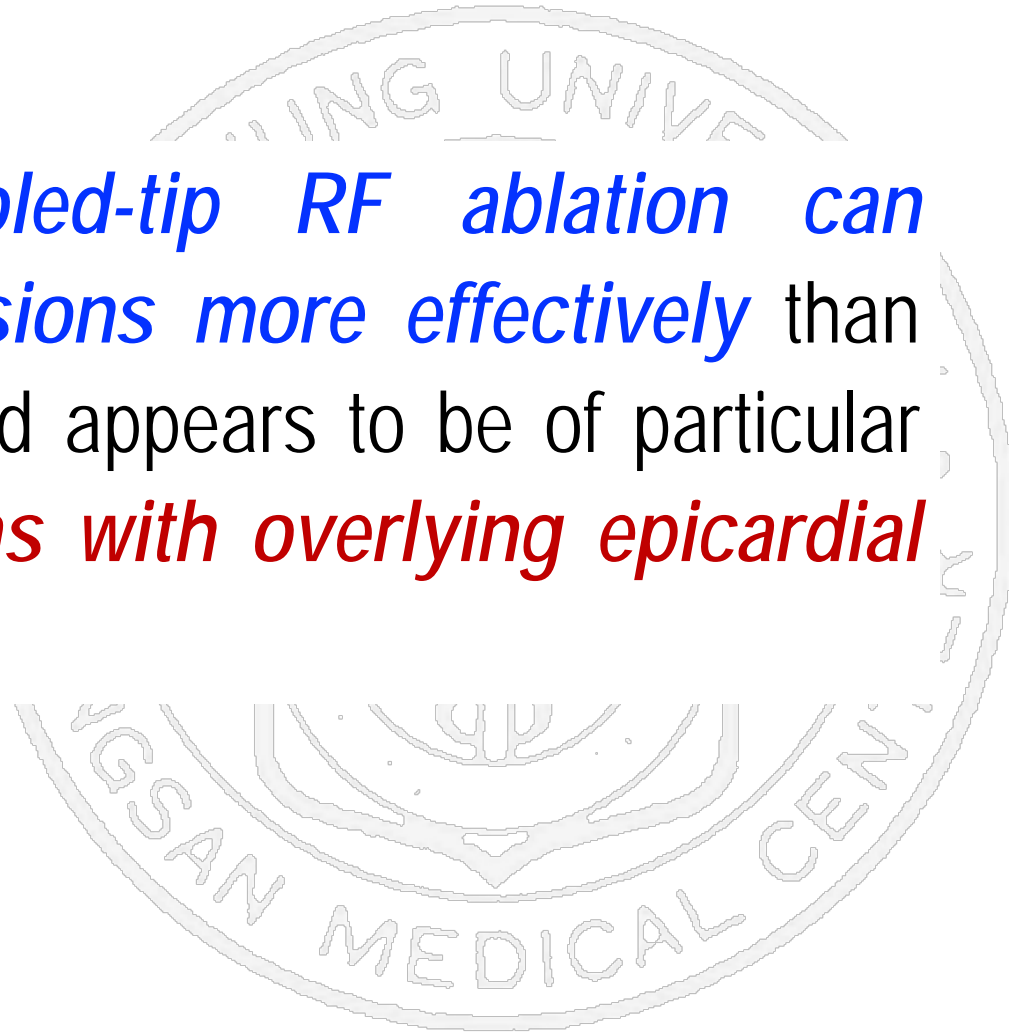 UNIVE
oled-tip RF ablation can
sions more effectively than
d appears to be of particular
ns with overlying epicardial
GSAN MEDICAL CEN